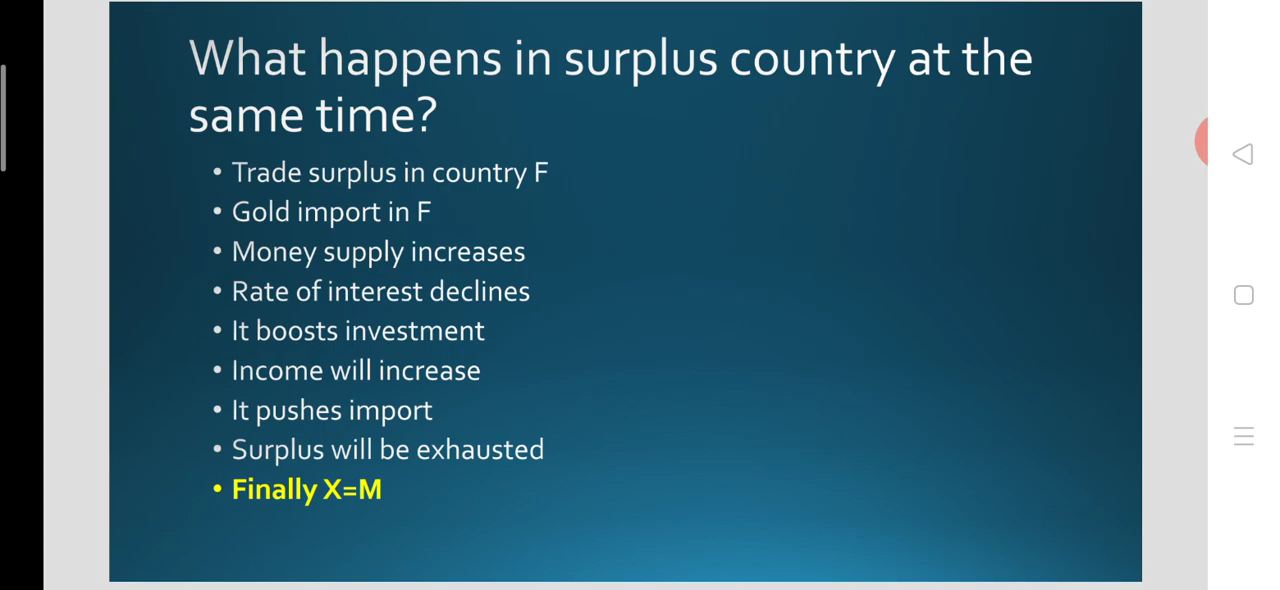 What happens in surplus country at the
same time?
• Trade surplus in country F
• Gold import in F
• Money supply increases
• Rate of interest declines
• It boosts investment
• Income will increase
• It pushes import
• Surplus will be exhausted
• Finally X=M